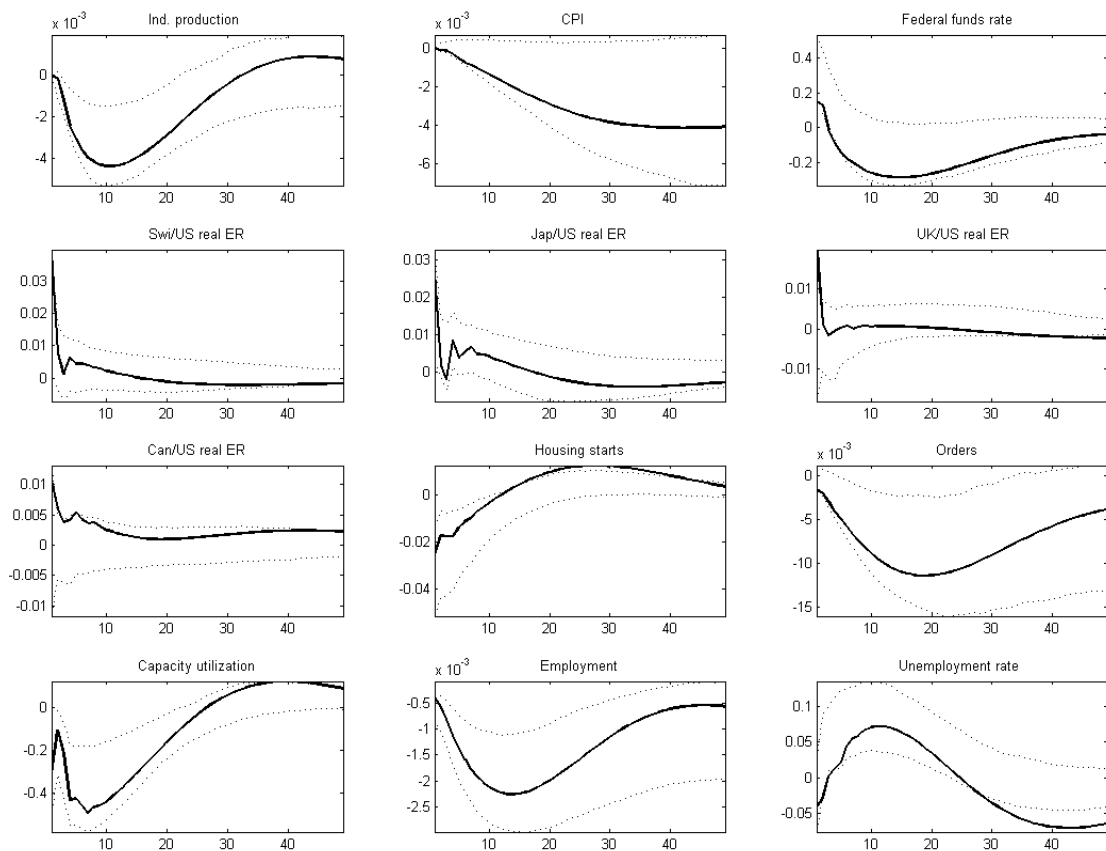 Ind. production
CPI
Federal funds rate
x 10⁻³
0
-2
-4
10 20 30 40
x 10⁻³
0
-2
-4
-6
10 20 30 40
0.4
0.2
0
-0.2
10 20 30 40
Swi/US real ER
Jap/US real ER
UK/US real ER
0.03
0.02
0.01
0
10 20 30 40
0.03
0.02
0.01
0
10 20 30 40
0.01
0
-0.01
10 20 30 40
Can/US real ER
Housing starts
Orders
0.01
0.005
0
-0.005
-0.01
10 20 30 40
0
-0.02
-0.04
10 20 30 40
x 10⁻³
0
-5
-10
-15
10 20 30 40
Capacity utilization
Employment
Unemployment rate
0
-0.2
-0.4
10 20 30 40
x 10⁻³
-0.5
-1
-1.5
-2
-2.5
10 20 30 40
0.1
0.05
0
-0.05
10 20 30 40